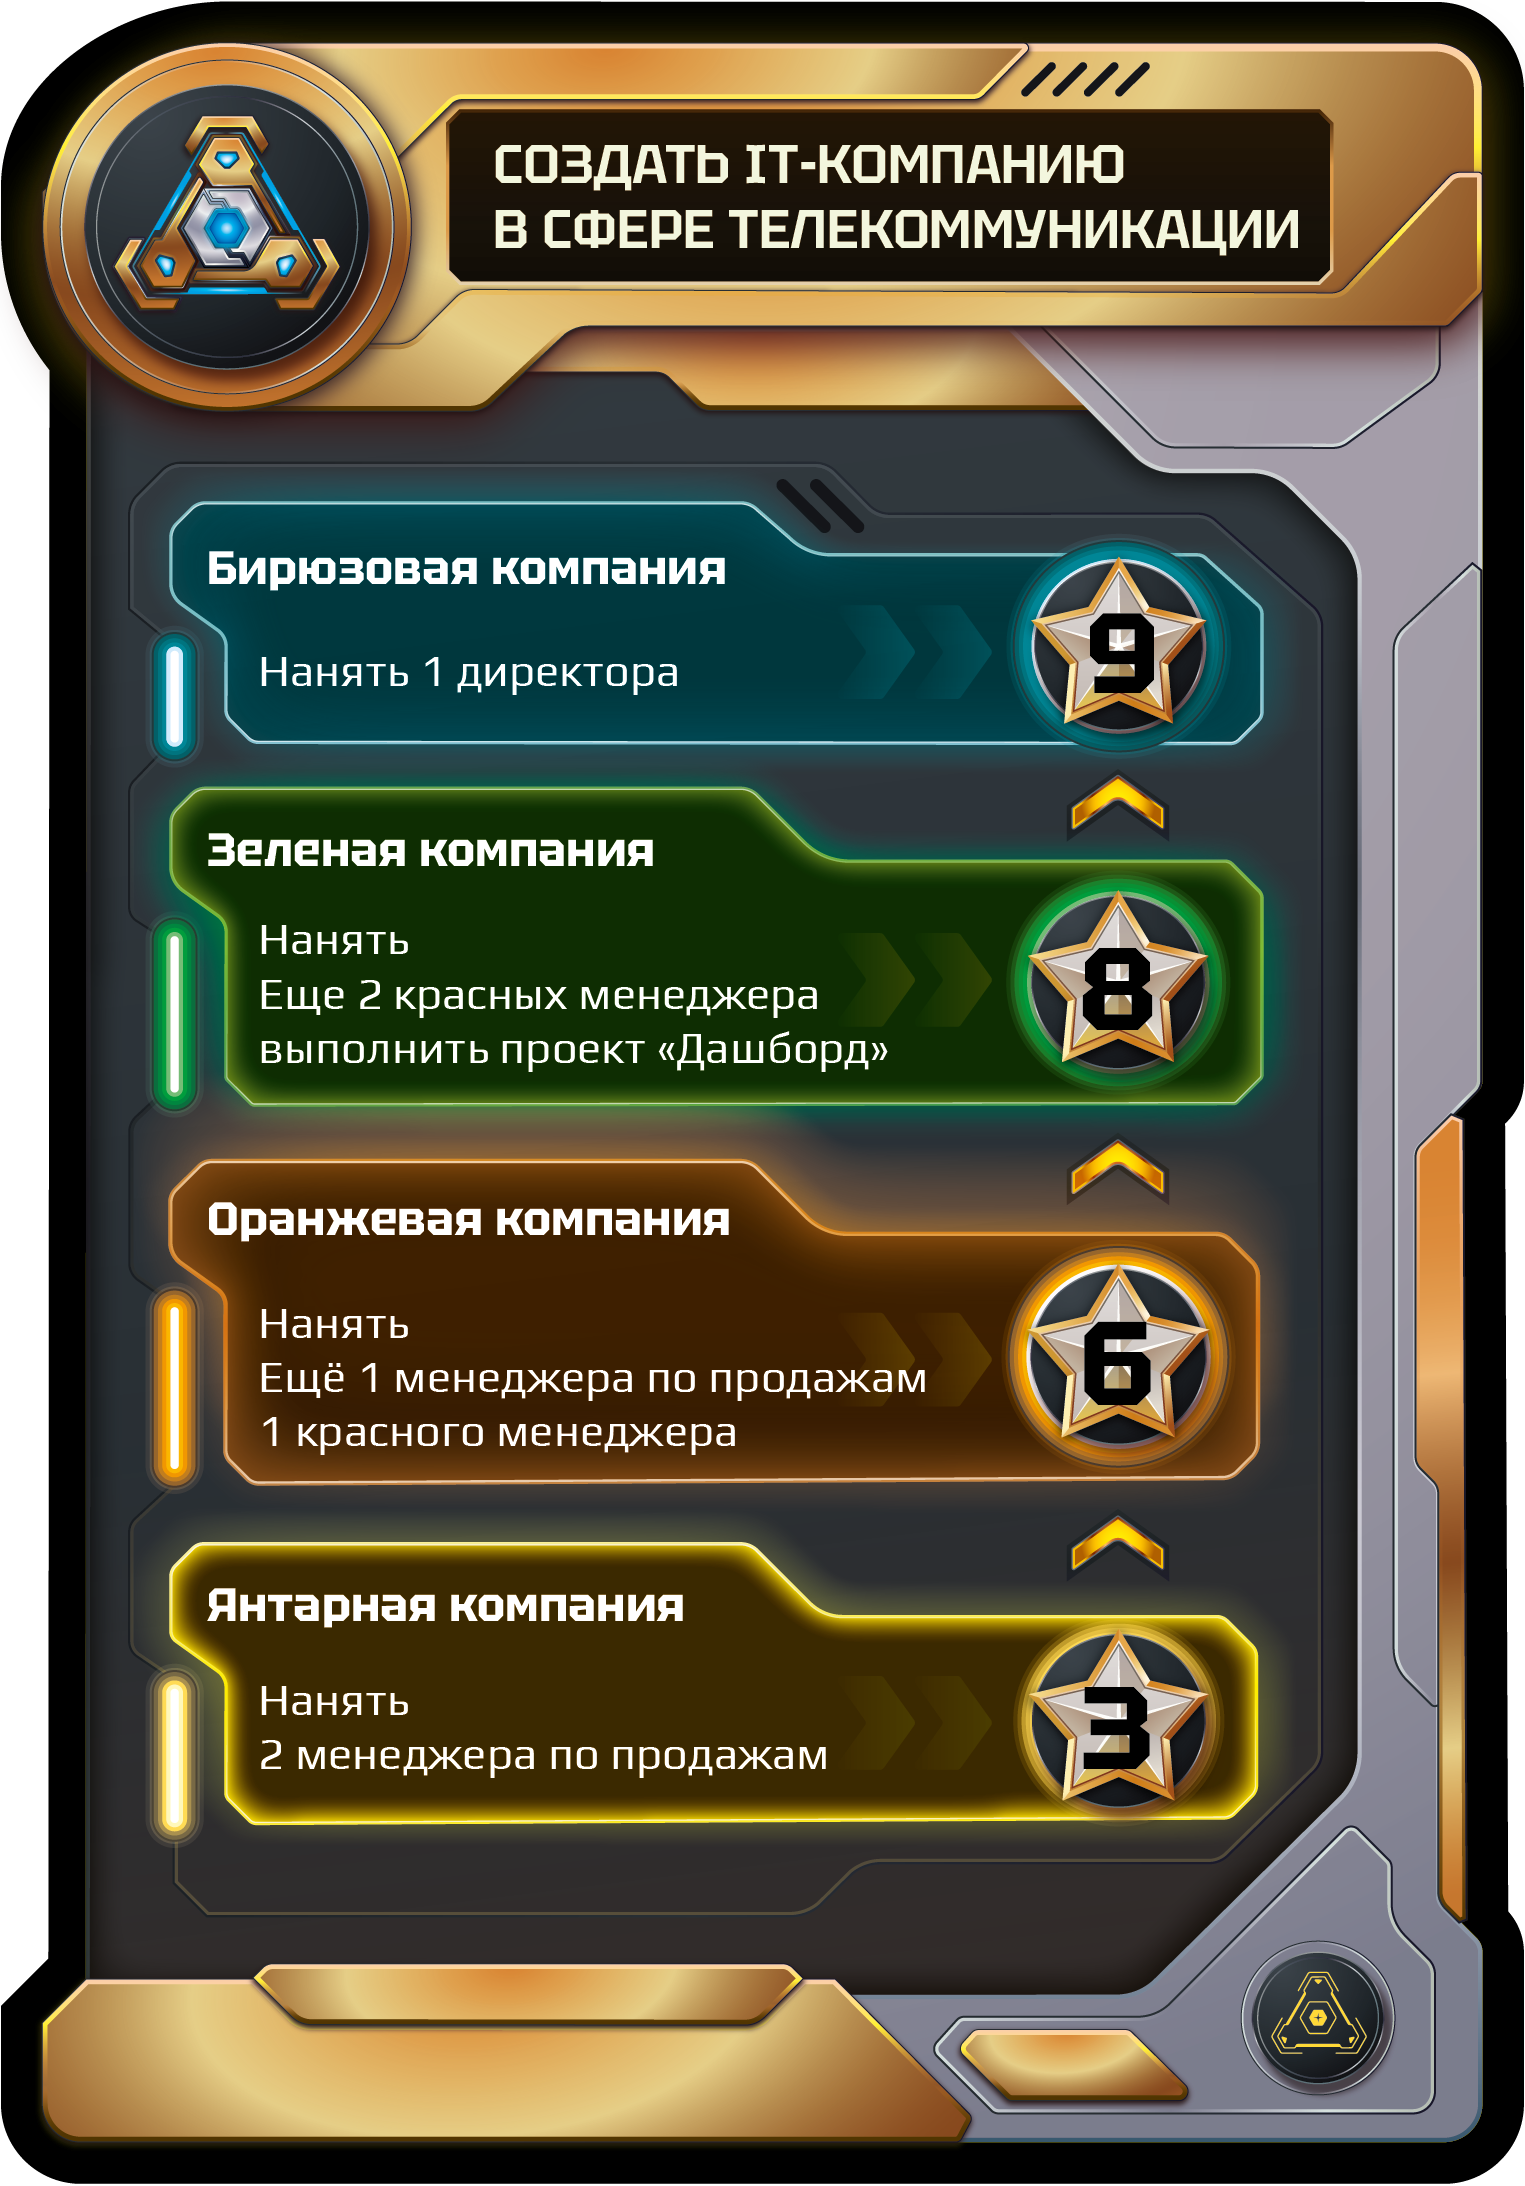 СОЗДАТЬ IT-КОМПАНИЮ
В СФЕРЕ ТЕЛЕКОММУНИКАЦИИ
Бирюзовая компания
Нанять 1 директора
9
Зеленая компания
Нанять
Еще 2 красных менеджера
выполнить проект «Дашборд»
8
Оранжевая компания
Нанять
Ещё 1 менеджера по продажам
1 красного менеджера
6
Янтарная компания
Нанять
2 менеджера по продажам
3